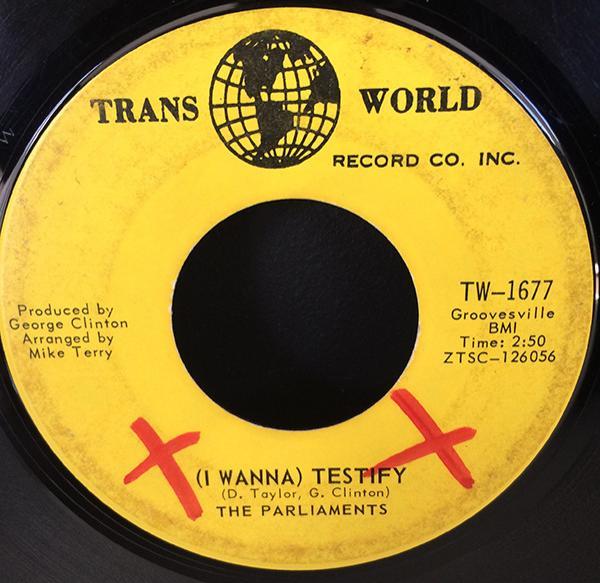 TRANS WORLD
RECORD CO. INC.
Produced by
George Clinton
Arranged by
Mike Terry
TW-1677
Groovesville
BMI
Time: 2:50
ZTSC-126056
(I WANNA) TESTIFY
(D. Taylor, G. Clinton)
THE PARLIAMENTS